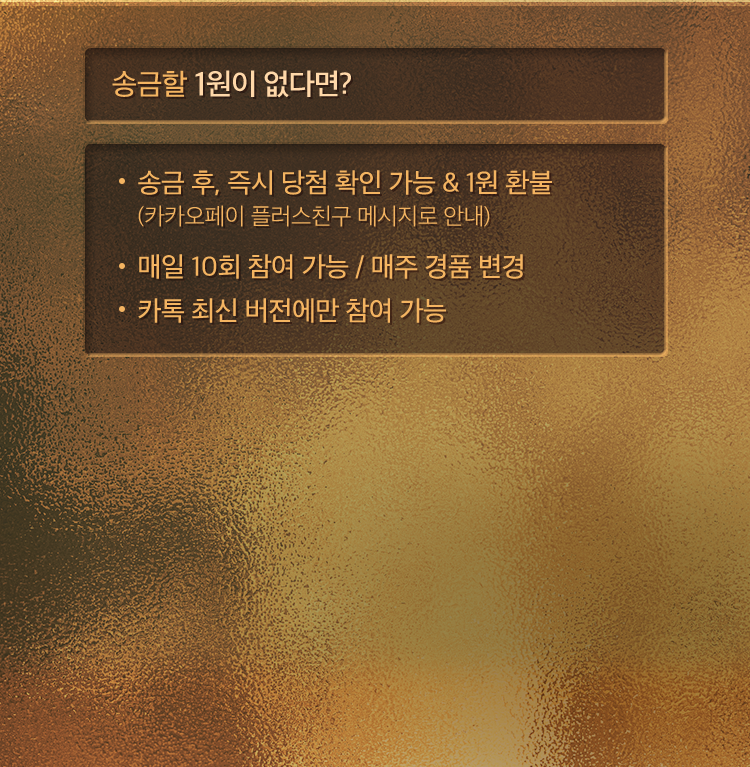 송금할 1원이 없다면?
• 송금 후, 즉시 당첨 확인 가능 & 1원 환불
(카카오페이 플러스친구 메시지로 안내)
• 매일 10회 참여 가능 / 매주 경품 변경
• 카톡 최신 버전에만 참여 가능